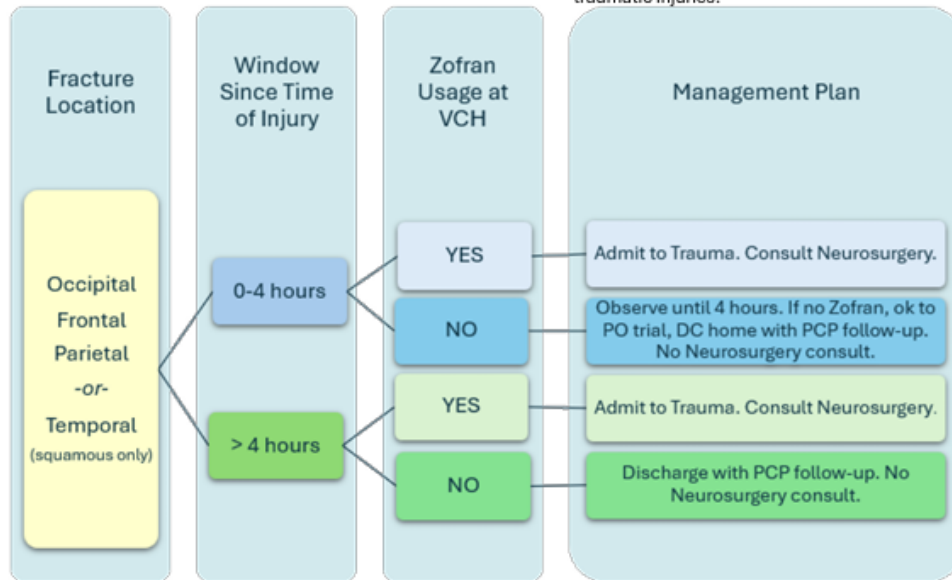 traumatic injuries.
Fracture
Location
Window
Since Time
of Injury
Zofran
Usage at
VCH
Management Plan
Occipital
Frontal
Parietal
-or-
Temporal
(squamous only)
0-4 hours
> 4 hours
YES
NO
YES
NO
Admit to Trauma. Consult Neurosurgery.
Observe until 4 hours. If no Zofran, ok to
PO trial, DC home with PCP follow-up.
No Neurosurgery consult.
Admit to Trauma. Consult Neurosurgery.
Discharge with PCP follow-up. No
Neurosurgery consult.